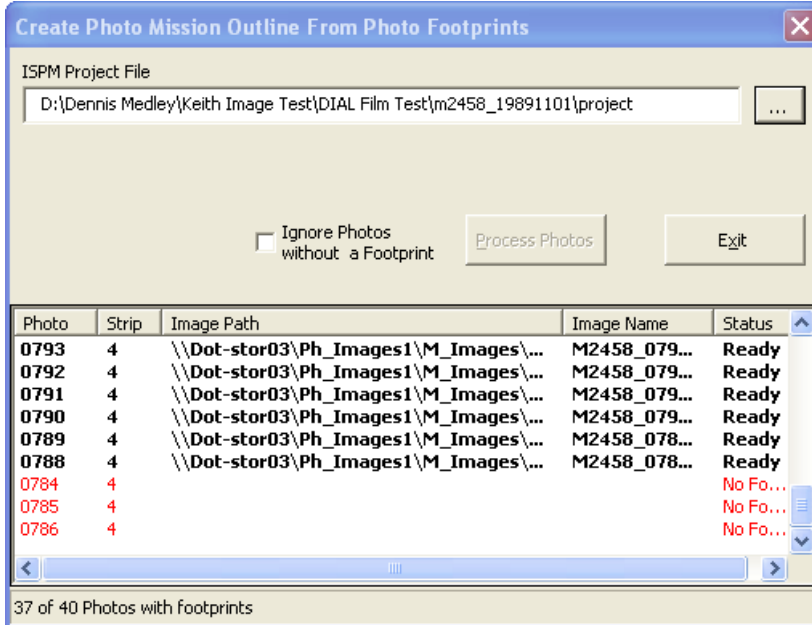 Create Photo Mission Outline From Photo Footprints
ISPM Project File
D:\Dennis Medley\Keith Image Test\DIAL Film Test\m2458_19891101\project
...
Ignore Photos
without a Footprint
Process Photos
Exit
Photo Strip Image Path Image Name Status
0793 4 \\Dot-stor03\Ph_Images1\M_Images\... M2458_079... Ready
0792 4 \\Dot-stor03\Ph_Images1\M_Images\... M2458_079... Ready
0791 4 \\Dot-stor03\Ph_Images1\M_Images\... M2458_079... Ready
0790 4 \\Dot-stor03\Ph_Images1\M_Images\... M2458_079... Ready
0789 4 \\Dot-stor03\Ph_Images1\M_Images\... M2458_078... Ready
0788 4 \\Dot-stor03\Ph_Images1\M_Images\... M2458_078... Ready
0784 4 No Fo...
0785 4 No Fo...
0786 4 No Fo...
37 of 40 Photos with footprints